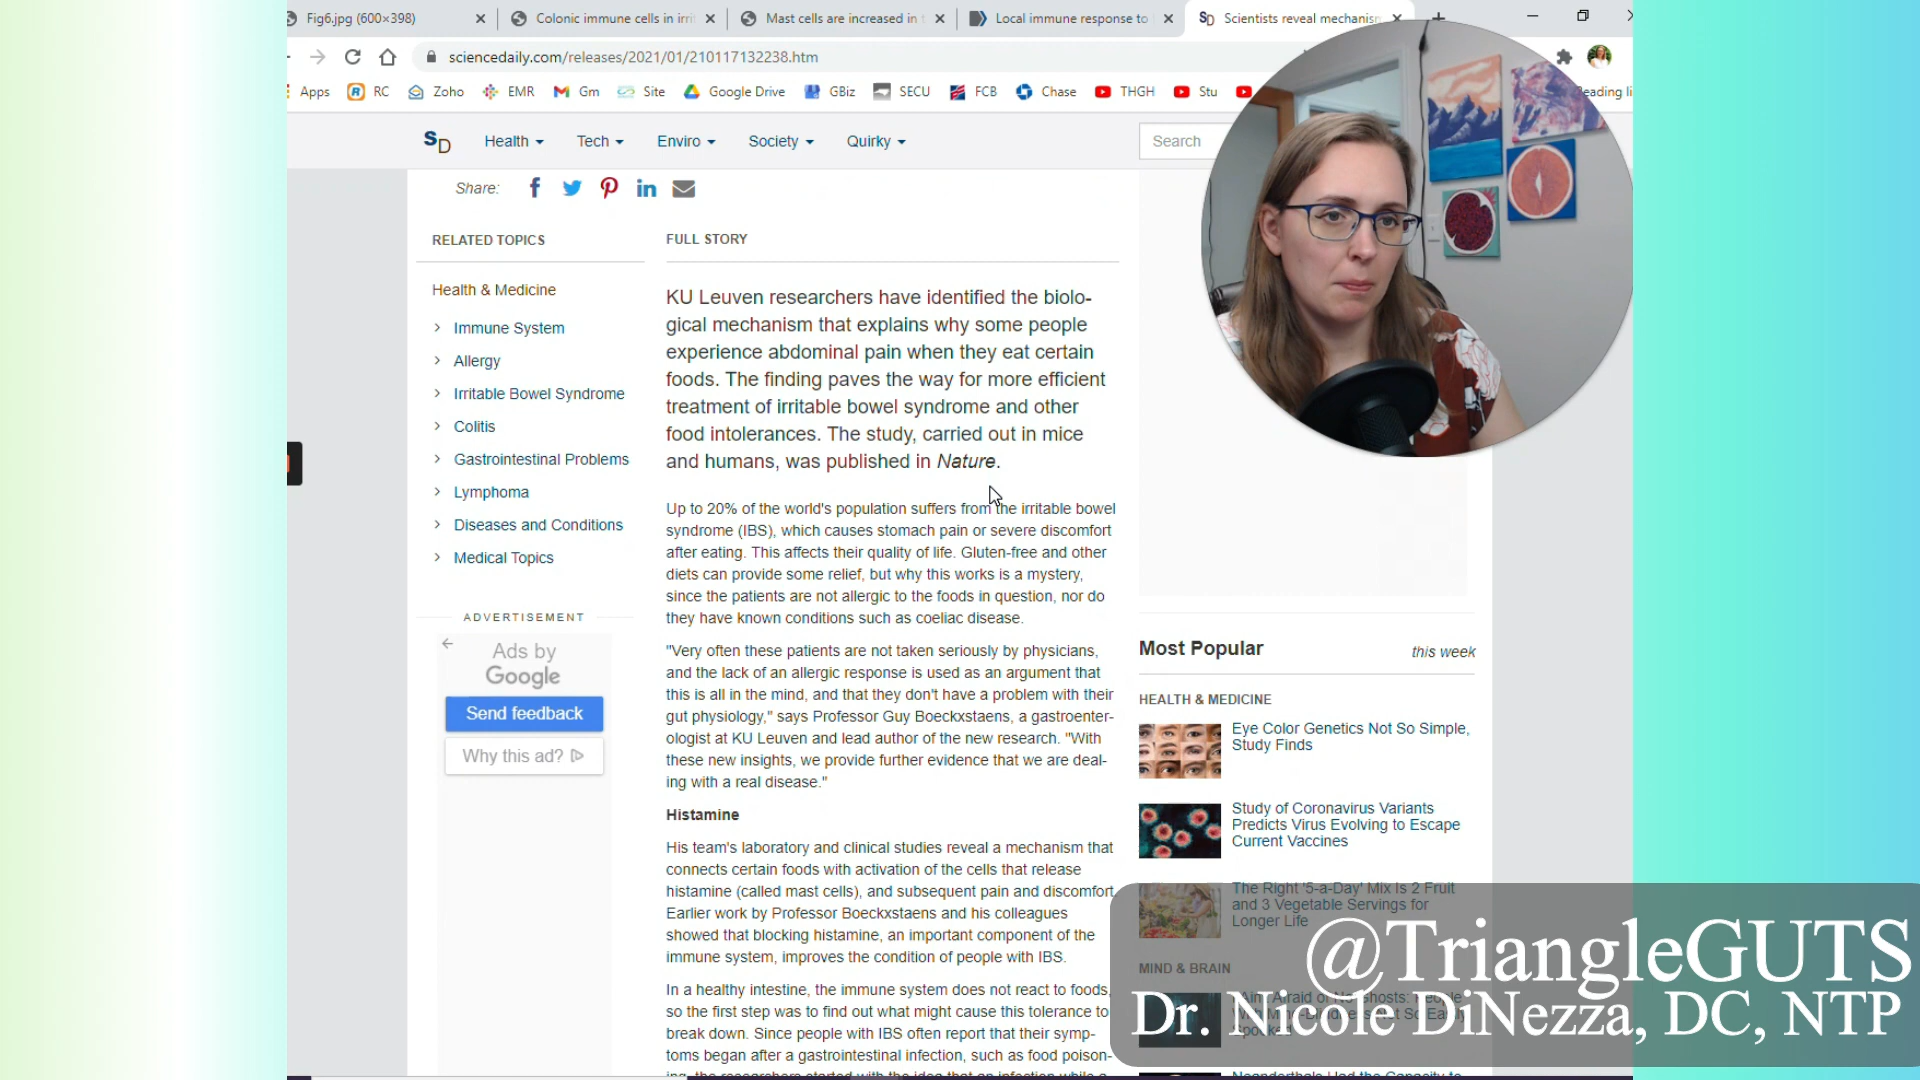 Fig6.jpg (600×398)
Colonic immune cells in irri
Mast cells are increased in
Local immune response to
Scientists reveal mechanis
sciencedaily.com/releases/2021/01/210117132238.htm
Apps RC Zoho EMR Gm Site Google Drive GBiz SECU FCB Chase THGH Stu
eading li
SD Health Tech Enviro Society Quirky Search
Share:
RELATED TOPICS
Health & Medicine
Immune System
Allergy
Irritable Bowel Syndrome
Colitis
Gastrointestinal Problems
Lymphoma
Diseases and Conditions
Medical Topics
ADVERTISEMENT
Ads by
Google
Send feedback
Why this ad?
FULL STORY
KU Leuven researchers have identified the biolo-
gical mechanism that explains why some people
experience abdominal pain when they eat certain
foods. The finding paves the way for more efficient
treatment of irritable bowel syndrome and other
food intolerances. The study, carried out in mice
and humans, was published in Nature.
Up to 20% of the world's population suffers from the irritable bowel
syndrome (IBS), which causes stomach pain or severe discomfort
after eating. This affects their quality of life. Gluten-free and other
diets can provide some relief, but why this works is a mystery,
since the patients are not allergic to the foods in question, nor do
they have known conditions such as coeliac disease.
"Very often these patients are not taken seriously by physicians,
and the lack of an allergic response is used as an argument that
this is all in the mind, and that they don't have a problem with their
gut physiology," says Professor Guy Boeckxstaens, a gastroenter-
ologist at KU Leuven and lead author of the new research. "With
these new insights, we provide further evidence that we are deal-
ing with a real disease."
Histamine
His team's laboratory and clinical studies reveal a mechanism that
connects certain foods with activation of the cells that release
histamine (called mast cells), and subsequent pain and discomfort.
Earlier work by Professor Boeckxstaens and his colleagues
showed that blocking histamine, an important component of the
immune system, improves the condition of people with IBS.
In a healthy intestine, the immune system does not react to foods,
so the first step was to find out what might cause this tolerance to
break down. Since people with IBS often report that their symp-
toms began after a gastrointestinal infection, such as food poison-
ing, the researchers started with the idea that an infection while a
Most Popular
this week
HEALTH & MEDICINE
Eye Color Genetics Not So Simple,
Study Finds
Study of Coronavirus Variants
Predicts Virus Evolving to Escape
Current Vaccines
The Right '5-a-Day' Mix Is 2 Fruit
and 3 Vegetable Servings for
Longer Life
MIND & BRAIN
@TriangleGUTS
Dr. Nicole DiNezza, DC, NTP